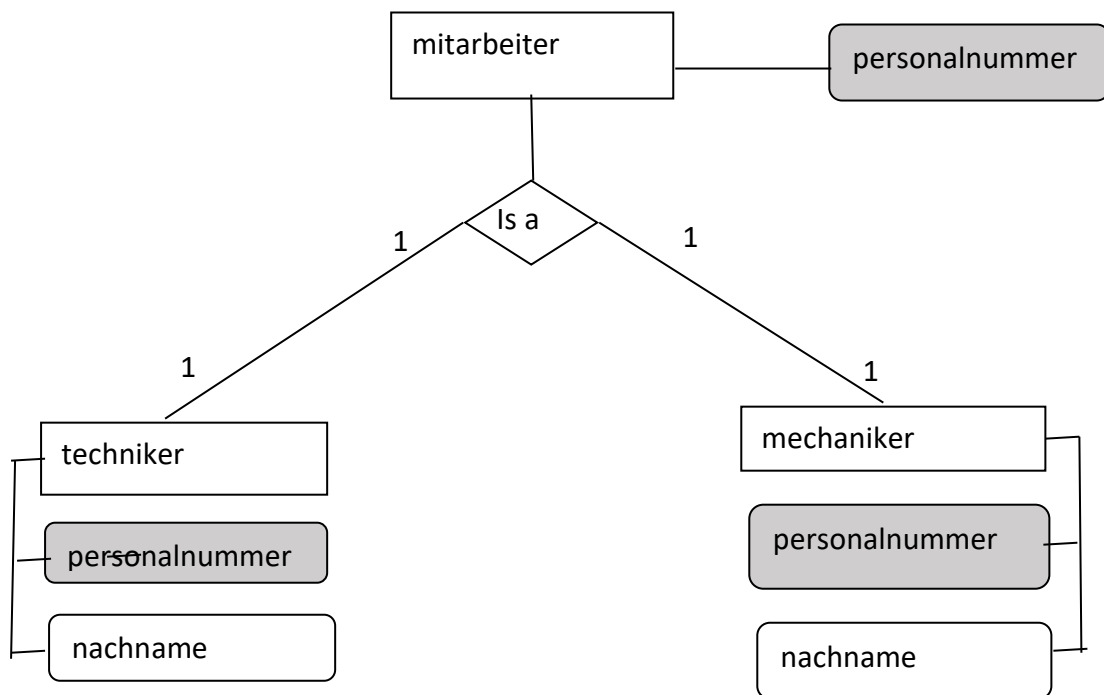 mitarbeiter
personalnummer
Is a
1
1
1
1
techniker
mechaniker
personalnummer
personalnummer
nachname
nachname